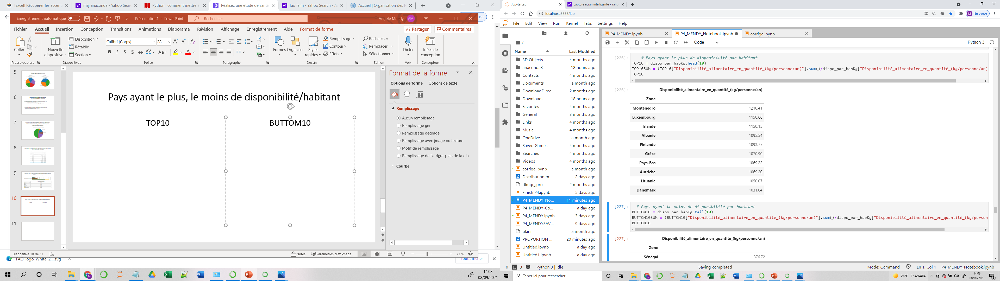 [Excel] Récupérer les accent
maj anaconda - Yahoo Sear
Python : comment mettre à
Réalisez une étude de santé
fao faim - Yahoo Search - A
Accueil | Organisation des N
Enregistrement automatique
Présentation1 - PowerPoint
Rechercher
Angele Mendy
AM
Fichier Accueil Insertion Conception Transitions Animations Diaporama Révision Affichage Enregistrement Aide Format de forme
Partager
Commentaires
Coller
Presse-papiers
Nouvelle diapositive
Disposition
Rétablir
Section
Diapositives
Calibri (Corps)
28
G I S S ab AV Aa A
Police
Paragraphe
Formes
Organiser
Styles rapides
Remplissage
Contour
Effets
Dessin
Rechercher
Remplacer
Sélectionner
Édition
Dicter
Voix
Idées de conception
Concepteur
5
6
7
8
9
10
11
Pays ayant le plus, le moins de disponibilité/habitant
TOP10
BUTTOM10
Format de la forme
Options de forme
Options de texte
Remplissage
Aucun remplissage
Remplissage uni
Remplissage dégradé
Remplissage avec image ou texture
Motif de remplissage
Remplissage de l'arrière-plan de la dia
Courbe
Diapositive 10 de 11
Notes
Paramètres d'affichage
73 %
FAO_logo_White_2....svg
Tout afficher
14:08
08/09/2021
JupyterLab
capture ecran intelligente - Yaho
localhost:8888/lab
M En pause
File Edit View Run Kernel Tabs Settings Help
/
Name Last Modified
3D Objects 4 months ago
anaconda3 18 hours ago
Contacts 4 months ago
Documents a month ago
DownloadDirec... 2 months ago
Downloads 18 hours ago
Favorites 4 months ago
General 3 months ago
Links 4 months ago
Music 4 months ago
OneDrive a month ago
Saved Games 4 months ago
Searches 4 months ago
Videos 4 months ago
corrige.ipynb a month ago
Distribution m... 2 days ago
dlmgr_.pro 2 months ago
Finish P4.ipynb 5 days ago
P4_MENDY_No... 11 minutes ago
P4_MENDY-Co... a day ago
P4_MENDY.ipynb 3 days ago
P4_MENDYSAV... 9 days ago
pl.ini a month ago
PROPORTION ... 20 minutes ago
Untitled.ipynb a day ago
Untitled1.ipynb a day ago
P4_MENDY.ipynb
P4_MENDY_Notebook.ipynb
corrige.ipynb
Code
Python 3
[226]:
# Pays ayant le plus de disponibilité par habitant
TOP10 = dispo_par_habKg.head(10)
TOP10SUM = (TOP10["Disponibilité_alimentaire_en_quantité_(kg/personne/an)"].sum()/dispo_par_habKg["Disponibilité_alimentaire_en_quantité_(kg/personne/an)
TOP10
[226]:
Disponibilité_alimentaire_en_quantité_(kg/personne/an)
Zone
Monténégro 1210.41
Luxembourg 1150.66
Irlande 1150.15
Albanie 1095.54
Finlande 1093.77
Grèce 1070.90
Pays-Bas 1069.22
Autriche 1069.20
Lituanie 1050.07
Danemark 1031.04
[227]:
# Pays ayant le moins de disponibilité par habitant
BUTTOM10 = dispo_par_habKg.tail(10)
BUTTOM10SUM = (BUTTOM10["Disponibilité_alimentaire_en_quantité_(kg/personne/an)"].sum()/dispo_par_habKg["Disponibilité_alimentaire_en_quantité_(kg/person
BUTTOM10
[227]:
Disponibilité_alimentaire_en_quantité_(kg/personne/an)
Zone
Sénégal 376.72
0
3
Python 3 | Idle
Saving completed
Mode: Command
Ln 1, Col 1
P4_MENDY_Notebook.ipynb
Taper ici pour rechercher
24°C Ensoleillé
14:08
08/09/2021